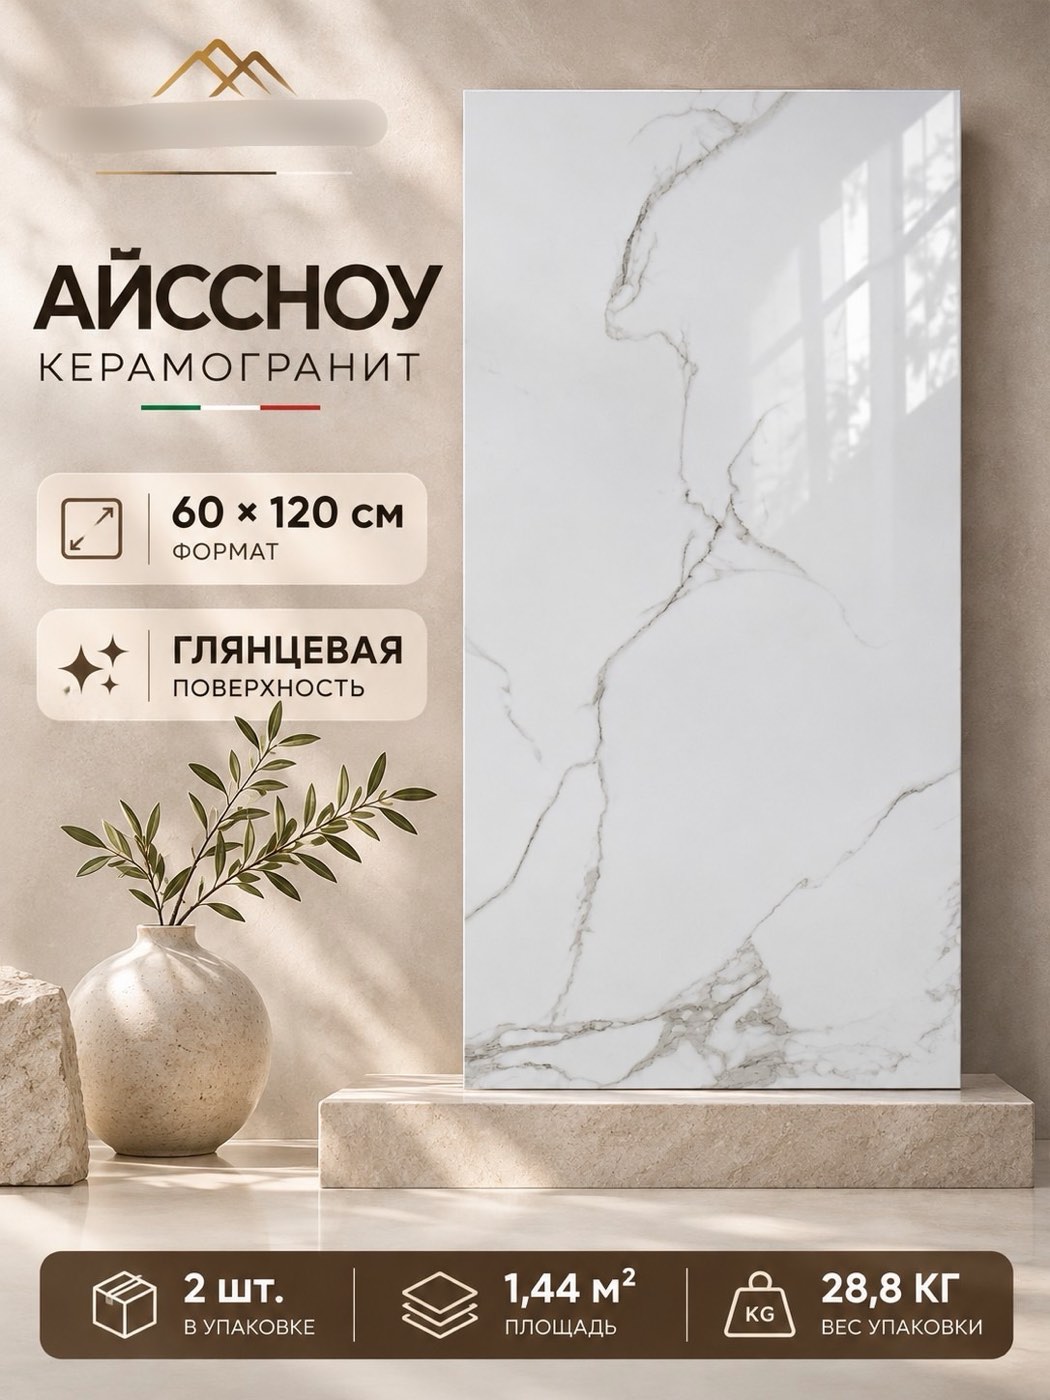 АЙССНОУ
КЕРАМОГРАНИТ
60 × 120 см
ФОРМАТ
ГЛЯНЦЕВАЯ
ПОВЕРХНОСТЬ
2 шт.
В УПАКОВКЕ
1,44 м²
ПЛОЩАДЬ
KG
28,8 КГ
ВЕС УПАКОВКИ